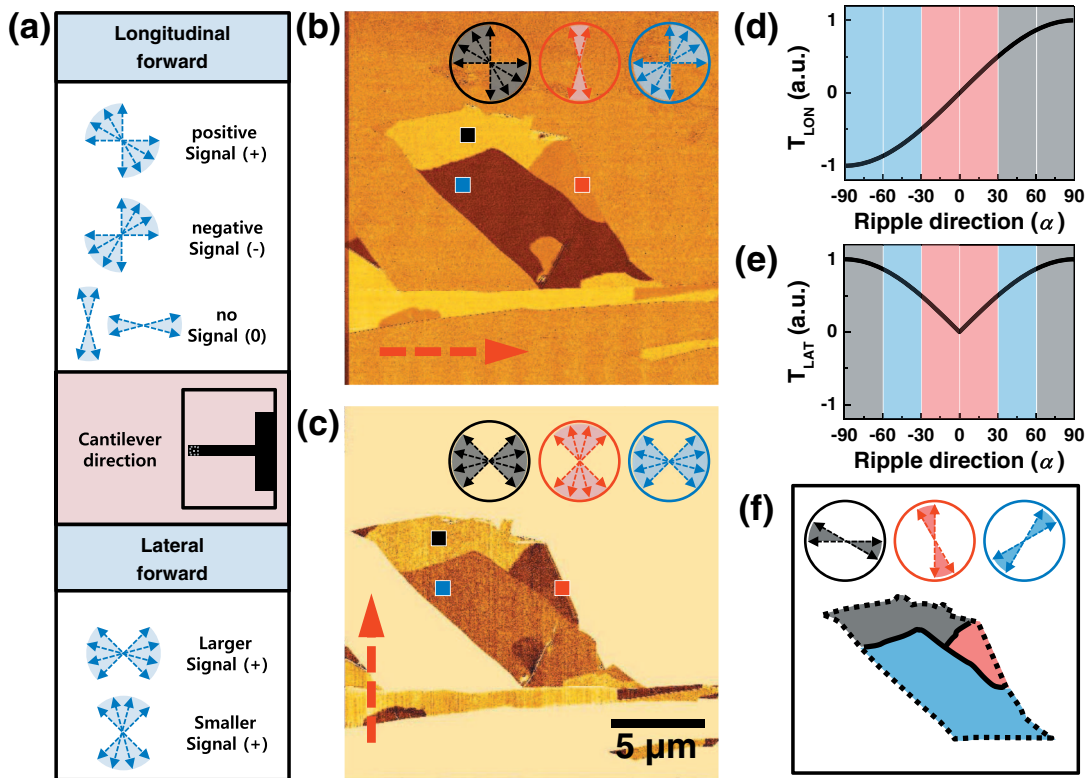 (a)
Longitudinal
forward
positive
Signal (+)
negative
Signal (-)
no
Signal (0)
Cantilever
direction
Lateral
forward
Larger
Signal (+)
Smaller
Signal (+)
(b)
(c)
5 μm
(d)
T_LON (a.u.)
1
0
-1
-90 -60 -30 0 30 60 90
Ripple direction (α)
(e)
T_LAT (a.u.)
1
0
-1
-90 -60 -30 0 30 60 90
Ripple direction (α)
(f)